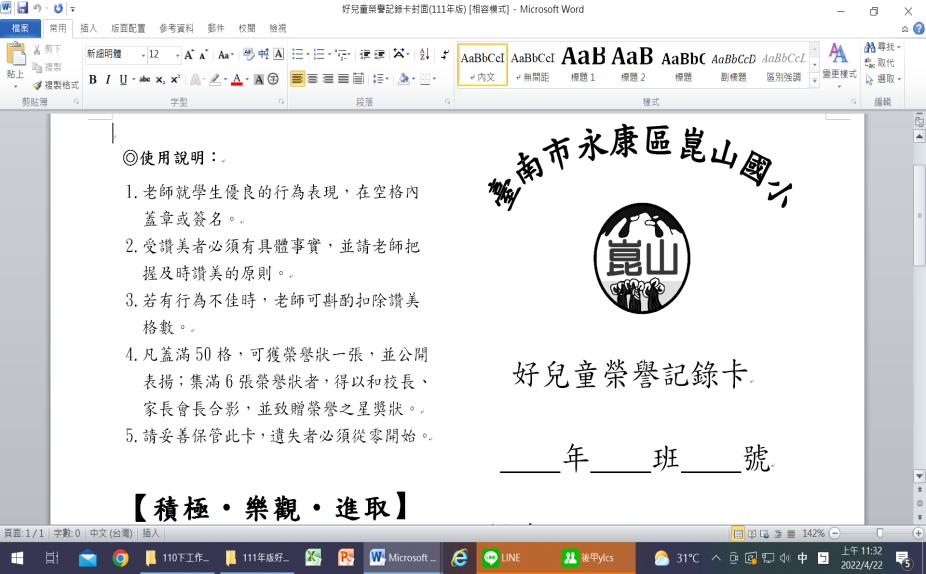 好兒童榮譽記錄卡封面(111年版) [相容模式] - Microsoft Word
檔案 常用 插入 版面配置 參考資料 郵件 校閱 檢視
貼上
剪下
複製
複製格式
剪貼簿
新細明體 12
B I U abc x₂ x²
字型
段落
AaBbCcI AaBbCcI AaB AaB AaBbC AaBbCcD AaBbCcL
內文 無間距 標題 1 標題 2 標題 副標題 區別強調
樣式
變更樣式
尋找
取代
選取
編輯
◎使用說明：
1. 老師就學生優良的行為表現，在空格內
蓋章或簽名。
2. 受讚美者必須有具體事實，並請老師把
握及時讚美的原則。
3. 若有行為不佳時，老師可斟酌扣除讚美
格數。
4. 凡蓋滿 50 格，可獲榮譽狀一張，並公開
表揚；集滿 6 張榮譽狀者，得以和校長、
家長會長合影，並致贈榮譽之星獎狀。
5. 請妥善保管此卡，遺失者必須從零開始。
【積極・樂觀・進取】
臺南市永康區崑山國小
崑山
好兒童榮譽記錄卡
____年____班____號
頁面: 1 / 1 字數: 0 中文 (台灣) 插入
142%
110下工作... 111年版好... Microsoft ... LINE 後甲ylcs
31°C
中
上午 11:32
2022/4/22
5